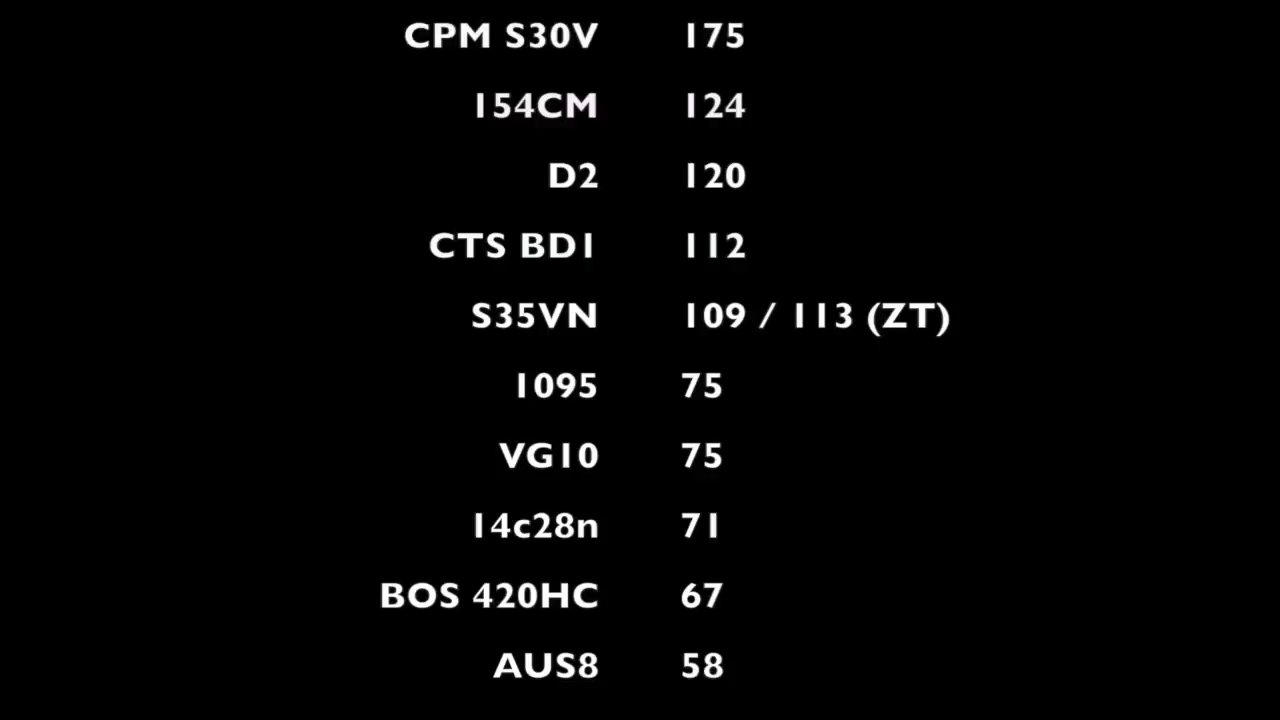 CPM S30V 175
154CM 124
D2 120
CTS BD1 112
S35VN 109 / 113 (ZT)
1095 75
VG10 75
14c28n 71
BOS 420HC 67
AUS8 58